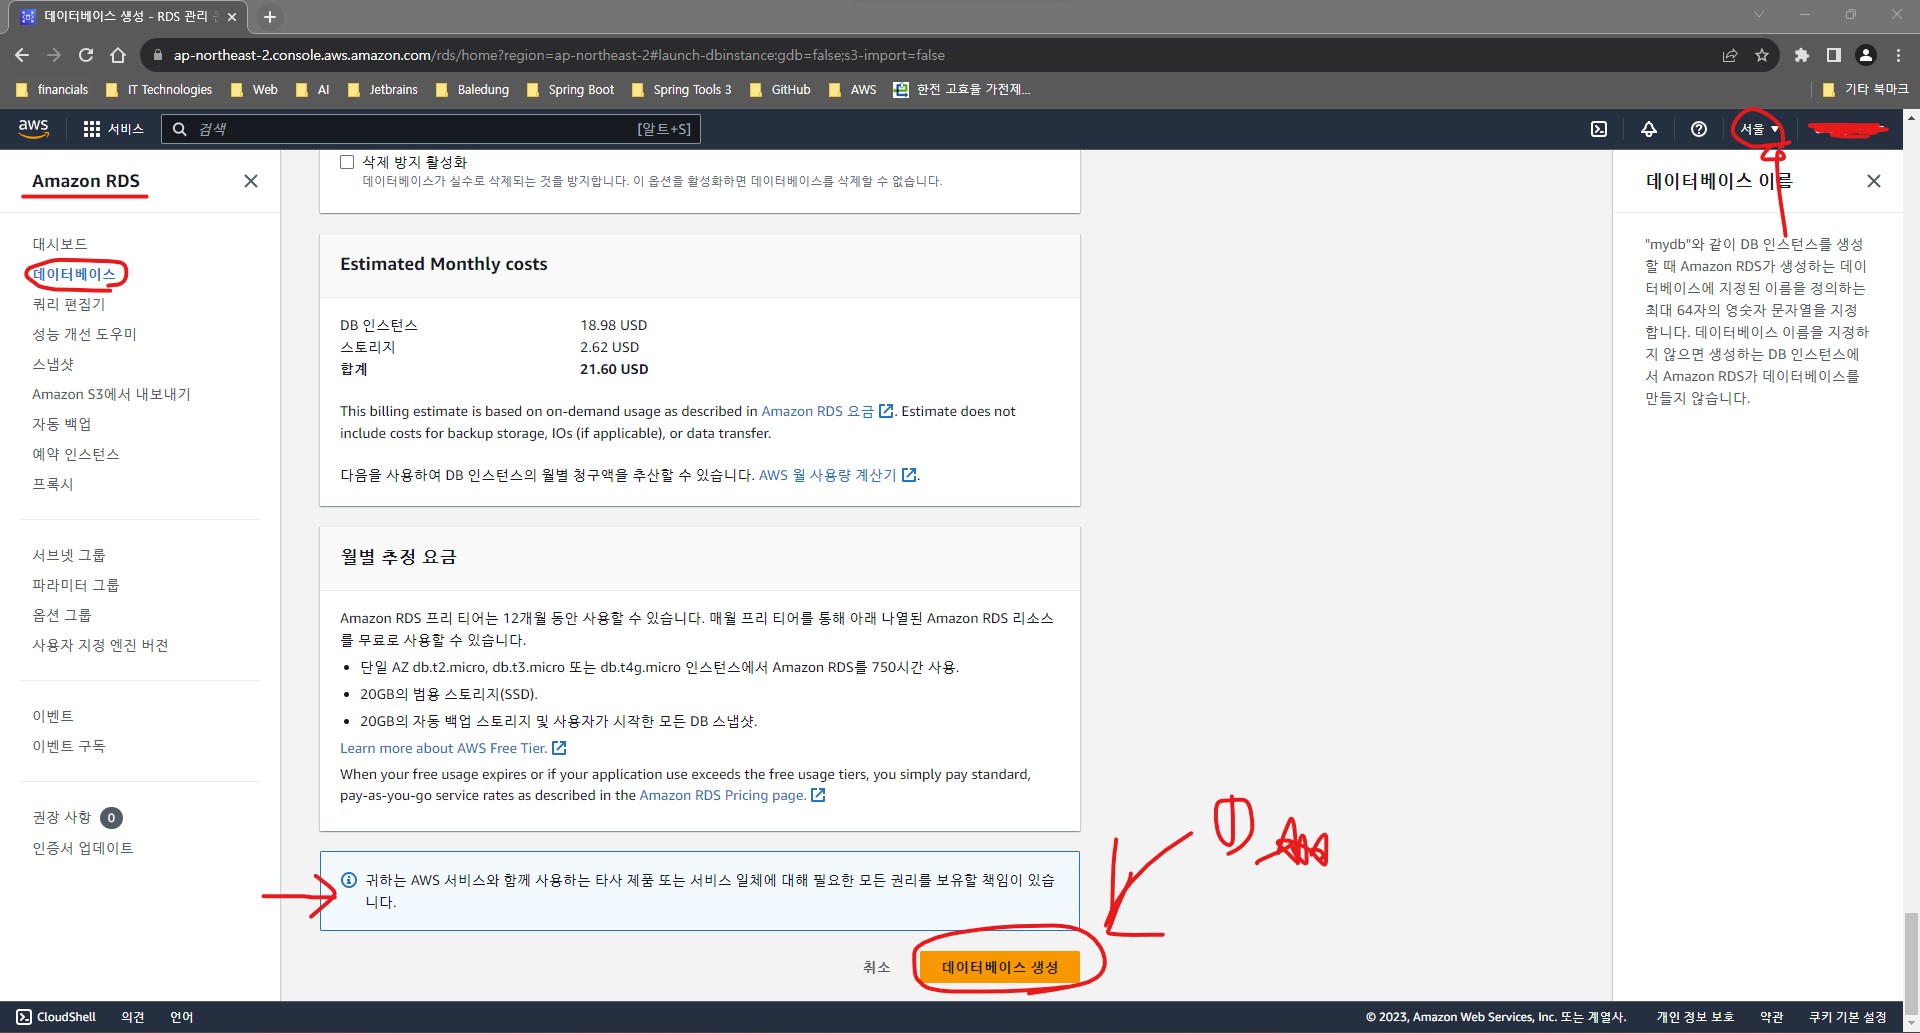 데이터베이스 생성 - RDS 관리
ap-northeast-2.console.aws.amazon.com/rds/home?region=ap-northeast-2#launch-dbinstance:gdb=false;s3-import=false
financials IT Technologies Web AI Jetbrains Baledung Spring Boot Spring Tools 3 GitHub AWS 한전 고효율 가전제... 기타 북마크
aws 서비스 검색 [알트+S] 서울
Amazon RDS
대시보드
데이터베이스
쿼리 편집기
성능 개선 도우미
스냅샷
Amazon S3에서 내보내기
자동 백업
예약 인스턴스
프록시
서브넷 그룹
파라미터 그룹
옵션 그룹
사용자 지정 엔진 버전
이벤트
이벤트 구독
권장 사항 0
인증서 업데이트
삭제 방지 활성화
데이터베이스가 실수로 삭제되는 것을 방지합니다. 이 옵션을 활성화하면 데이터베이스를 삭제할 수 없습니다.
Estimated Monthly costs
DB 인스턴스 18.98 USD
스토리지 2.62 USD
합계 21.60 USD
This billing estimate is based on on-demand usage as described in Amazon RDS 요금. Estimate does not
include costs for backup storage, IOs (if applicable), or data transfer.
다음을 사용하여 DB 인스턴스의 월별 청구액을 추산할 수 있습니다. AWS 월 사용량 계산기.
월별 추정 요금
Amazon RDS 프리 티어는 12개월 동안 사용할 수 있습니다. 매월 프리 티어를 통해 아래 나열된 Amazon RDS 리소스
를 무료로 사용할 수 있습니다.
• 단일 AZ db.t2.micro, db.t3.micro 또는 db.t4g.micro 인스턴스에서 Amazon RDS를 750시간 사용.
• 20GB의 범용 스토리지(SSD).
• 20GB의 자동 백업 스토리지 및 사용자가 시작한 모든 DB 스냅샷.
Learn more about AWS Free Tier.
When your free usage expires or if your application use exceeds the free usage tiers, you simply pay standard,
pay-as-you-go service rates as described in the Amazon RDS Pricing page.
귀하는 AWS 서비스와 함께 사용하는 타사 제품 또는 서비스 일체에 대해 필요한 모든 권리를 보유할 책임이 있습
니다.
①
취소 데이터베이스 생성
데이터베이스 이름
"mydb"와 같이 DB 인스턴스를 생성
할 때 Amazon RDS가 생성하는 데이
터베이스에 지정된 이름을 정의하는
최대 64자의 영숫자 문자열을 지정
합니다. 데이터베이스 이름을 지정하
지 않으면 생성하는 DB 인스턴스에
서 Amazon RDS가 데이터베이스를
만들지 않습니다.
CloudShell 의견 언어 © 2023, Amazon Web Services, Inc. 또는 계열사. 개인 정보 보호 약관 쿠키 기본 설정